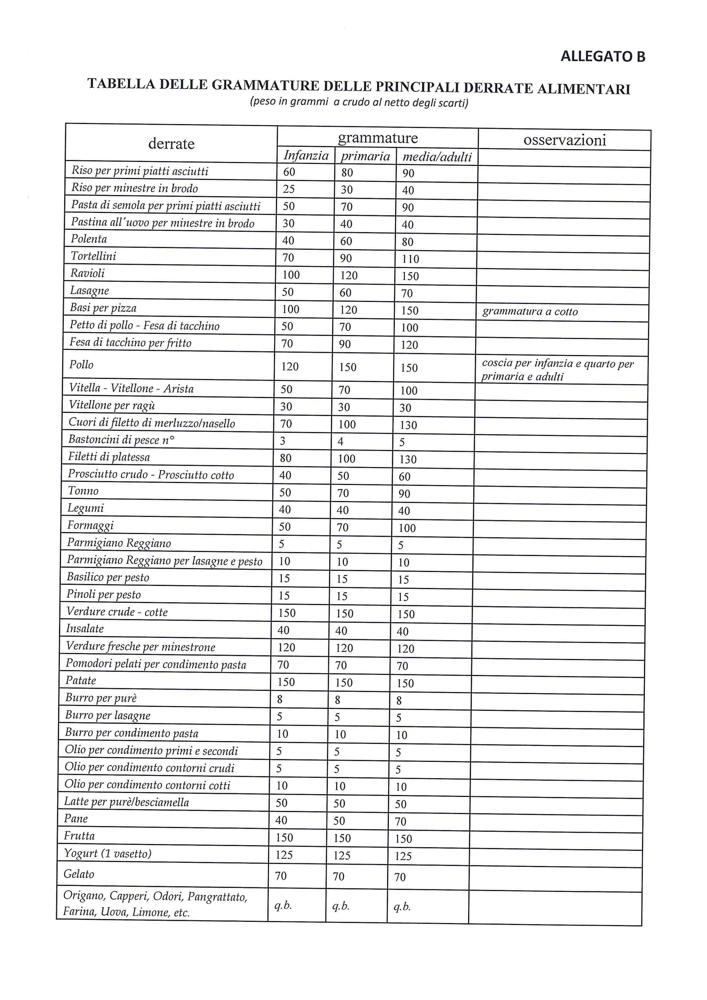 ALLEGATO B
TABELLA DELLE GRAMMATURE DELLE PRINCIPALI DERRATE ALIMENTARI
(peso in grammi a crudo al netto degli scarti)
derrate grammature osservazioni
Infanzia primaria media/adulti
Riso per primi piatti asciutti 60 80 90
Riso per minestre in brodo 25 30 40
Pasta di semola per primi piatti asciutti 50 70 90
Pastina all'uovo per minestre in brodo 30 40 40
Polenta 40 60 80
Tortellini 70 90 110
Ravioli 100 120 150
Lasagne 50 60 70
Basi per pizza 100 120 150 grammatura a cotto
Petto di pollo - Fesa di tacchino 50 70 100
Fesa di tacchino per fritto 70 90 120
Pollo 120 150 150 coscia per infanzia e quarto per
primaria e adulti
Vitella - Vitellone - Arista 50 70 100
Vitellone per ragù 30 30 30
Cuori di filetto di merluzzo/nasello 70 100 130
Bastoncini di pesce n° 3 4 5
Filetti di platessa 80 100 130
Prosciutto crudo - Prosciutto cotto 40 50 60
Tonno 50 70 90
Legumi 40 40 40
Formaggi 50 70 100
Parmigiano Reggiano 5 5 5
Parmigiano Reggiano per lasagne e pesto 10 10 10
Basilico per pesto 15 15 15
Pinoli per pesto 15 15 15
Verdure crude - cotte 150 150 150
Insalate 40 40 40
Verdure fresche per minestrone 120 120 120
Pomodori pelati per condimento pasta 70 70 70
Patate 150 150 150
Burro per purè 8 8 8
Burro per lasagne 5 5 5
Burro per condimento pasta 10 10 10
Olio per condimento primi e secondi 5 5 5
Olio per condimento contorni crudi 5 5 5
Olio per condimento contorni cotti 10 10 10
Latte per purè/besciamella 50 50 50
Pane 40 50 70
Frutta 150 150 150
Yogurt (1 vasetto) 125 125 125
Gelato 70 70 70
Origano, Capperi, Odori, Pangrattato,
Farina, Uova, Limone, etc. q.b. q.b. q.b.